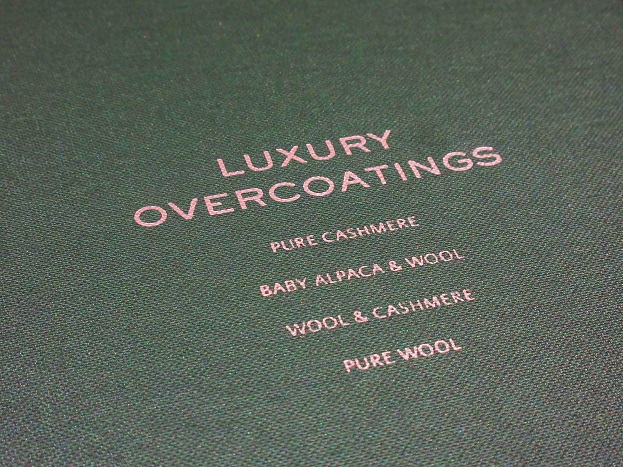 LUXURY
OVERCOATINGS
PURE CASHMERE
BABY ALPACA & WOOL
WOOL & CASHMERE
PURE WOOL